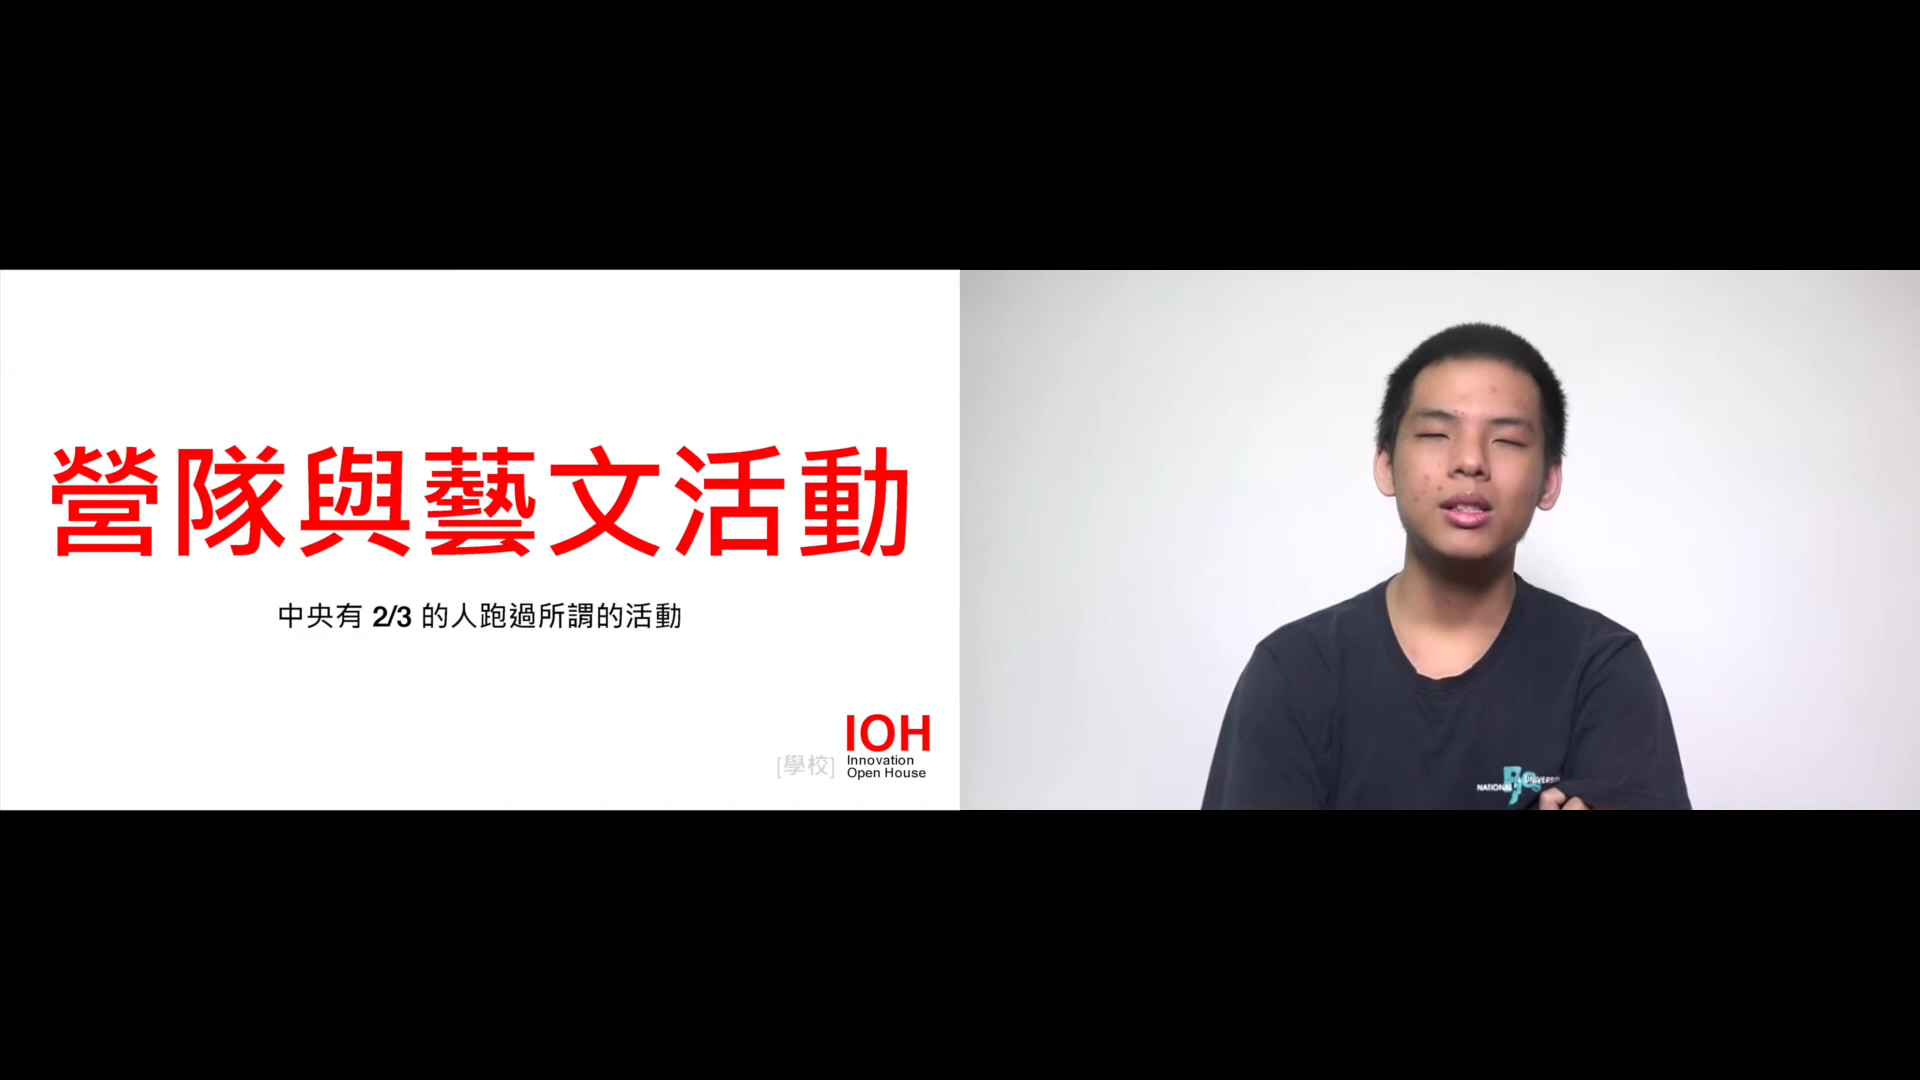 營隊與藝文活動
中央有 2/3 的人跑過所謂的活動
[學校]
IOH
Innovation
Open House
NATIONAL